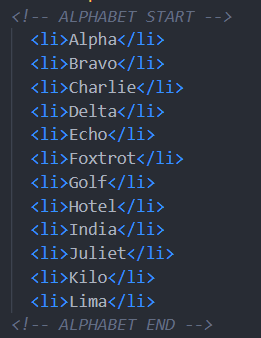 <!-- ALPHABET START -->
<li>Alpha</li>
<li>Bravo</li>
<li>Charlie</li>
<li>Delta</li>
<li>Echo</li>
<li>Foxtrot</li>
<li>Golf</li>
<li>Hotel</li>
<li>India</li>
<li>Juliet</li>
<li>Kilo</li>
<li>Lima</li>
<!-- ALPHABET END -->